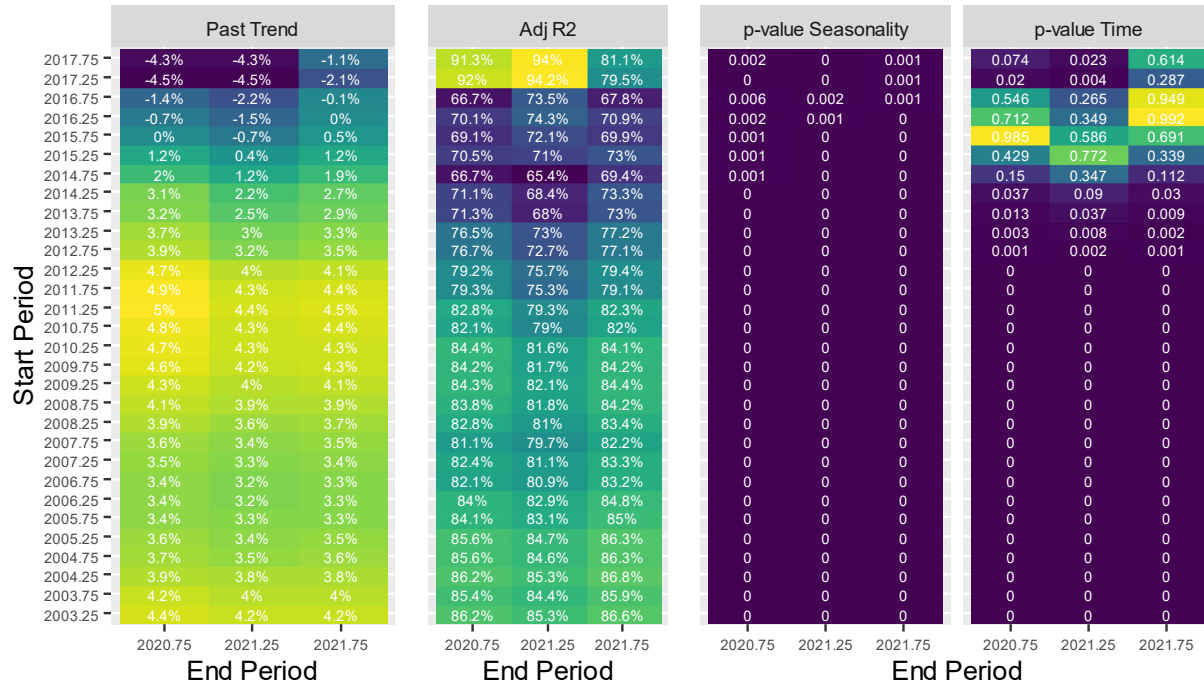 Past Trend Adj R2 p-value Seasonality p-value Time
2017.75 -4.3% -4.3% -1.1% 91.3% 94% 81.1% 0.002 0 0.001 0.074 0.023 0.614
2017.25 -4.5% -4.5% -2.1% 92% 94.2% 79.5% 0 0 0.001 0.02 0.004 0.287
2016.75 -1.4% -2.2% -0.1% 66.7% 73.5% 67.8% 0.006 0.002 0.001 0.546 0.265 0.949
2016.25 -0.7% -1.5% 0% 70.1% 74.3% 70.9% 0.002 0.001 0 0.712 0.349 0.992
2015.75 0% -0.7% 0.5% 69.1% 72.1% 69.9% 0.001 0 0 0.985 0.586 0.691
2015.25 1.2% 0.4% 1.2% 70.5% 71% 73% 0.001 0 0 0.429 0.772 0.339
2014.75 2% 1.2% 1.9% 66.7% 65.4% 69.4% 0.001 0 0 0.15 0.347 0.112
2014.25 3.1% 2.2% 2.7% 71.1% 68.4% 73.3% 0 0 0 0.037 0.09 0.03
2013.75 3.2% 2.5% 2.9% 71.3% 68% 73% 0 0 0 0.013 0.037 0.009
2013.25 3.7% 3% 3.3% 76.5% 73% 77.2% 0 0 0 0.003 0.008 0.002
2012.75 3.9% 3.2% 3.5% 76.7% 72.7% 77.1% 0 0 0 0.001 0.002 0.001
2012.25 4.7% 4% 4.1% 79.2% 75.7% 79.4% 0 0 0 0 0 0
2011.75 4.9% 4.3% 4.4% 79.3% 75.3% 79.1% 0 0 0 0 0 0
2011.25 5% 4.4% 4.5% 82.8% 79.3% 82.3% 0 0 0 0 0 0
2010.75 4.8% 4.3% 4.4% 82.1% 79% 82% 0 0 0 0 0 0
2010.25 4.7% 4.3% 4.3% 84.4% 81.6% 84.1% 0 0 0 0 0 0
2009.75 4.6% 4.2% 4.3% 84.2% 81.7% 84.2% 0 0 0 0 0 0
2009.25 4.3% 4% 4.1% 84.3% 82.1% 84.4% 0 0 0 0 0 0
2008.75 4.1% 3.9% 3.9% 83.8% 81.8% 84.2% 0 0 0 0 0 0
2008.25 3.9% 3.6% 3.7% 82.8% 81% 83.4% 0 0 0 0 0 0
2007.75 3.6% 3.4% 3.5% 81.1% 79.7% 82.2% 0 0 0 0 0 0
2007.25 3.5% 3.3% 3.4% 82.4% 81.1% 83.3% 0 0 0 0 0 0
2006.75 3.4% 3.2% 3.3% 82.1% 80.9% 83.2% 0 0 0 0 0 0
2006.25 3.4% 3.2% 3.3% 84% 82.9% 84.8% 0 0 0 0 0 0
2005.75 3.4% 3.3% 3.3% 84.1% 83.1% 85% 0 0 0 0 0 0
2005.25 3.6% 3.4% 3.5% 85.6% 84.7% 86.3% 0 0 0 0 0 0
2004.75 3.7% 3.5% 3.6% 85.6% 84.6% 86.3% 0 0 0 0 0 0
2004.25 3.9% 3.8% 3.8% 86.2% 85.3% 86.8% 0 0 0 0 0 0
2003.75 4.2% 4% 4% 85.4% 84.4% 85.9% 0 0 0 0 0 0
2003.25 4.4% 4.2% 4.2% 86.2% 85.3% 86.6% 0 0 0 0 0 0
Start Period
2020.75 2021.25 2021.75 2020.75 2021.25 2021.75 2020.75 2021.25 2021.75 2020.75 2021.25 2021.75
End Period End Period End Period